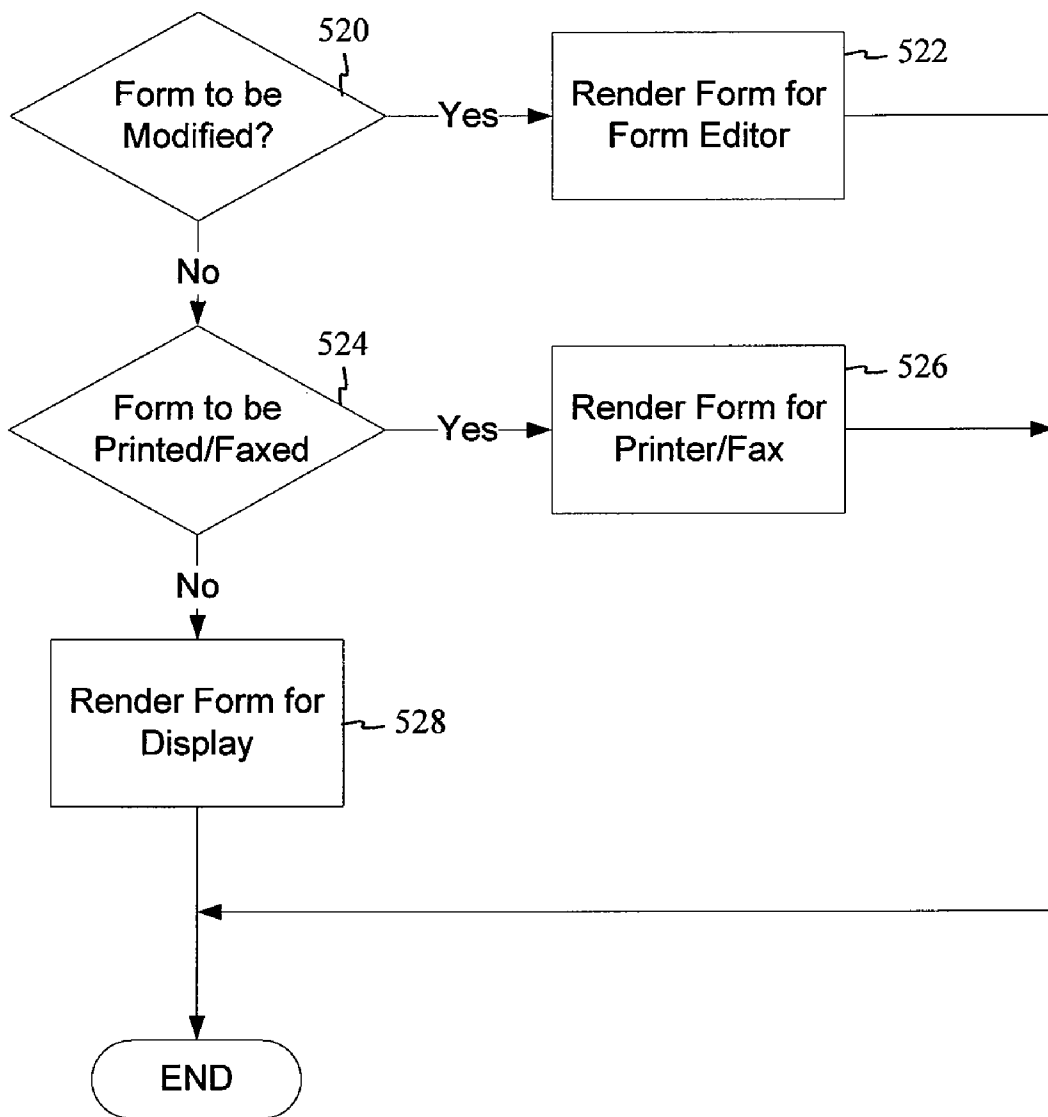 520
Form to be
Modified?
Yes
Render Form for
Form Editor
522
No
524
Form to be
Printed/Faxed
Yes
Render Form for
Printer/Fax
526
No
Render Form for
Display
528
END